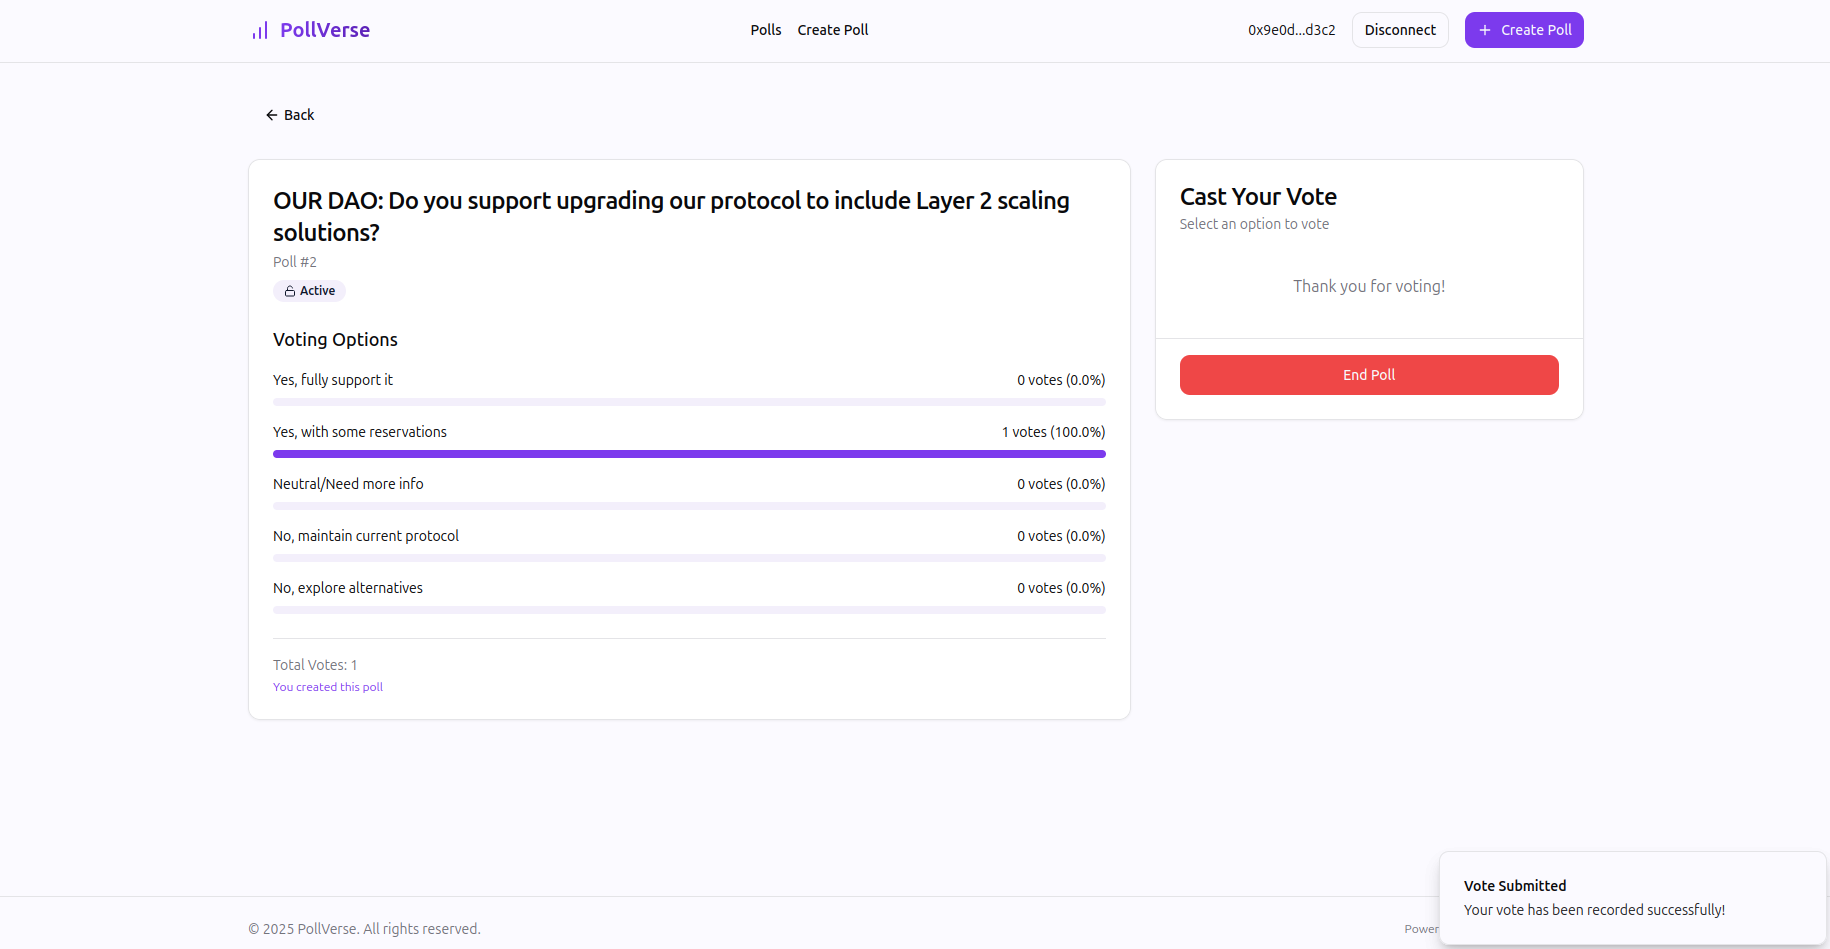 PollVerse
Polls
Create Poll
0x9e0d...d3c2
Disconnect
+ Create Poll
← Back
OUR DAO: Do you support upgrading our protocol to include Layer 2 scaling
solutions?
Poll #2
Active
Voting Options
Yes, fully support it
0 votes (0.0%)
Yes, with some reservations
1 votes (100.0%)
Neutral/Need more info
0 votes (0.0%)
No, maintain current protocol
0 votes (0.0%)
No, explore alternatives
0 votes (0.0%)
Total Votes: 1
You created this poll
Cast Your Vote
Select an option to vote
Thank you for voting!
End Poll
© 2025 PollVerse. All rights reserved.
Power
Vote Submitted
Your vote has been recorded successfully!